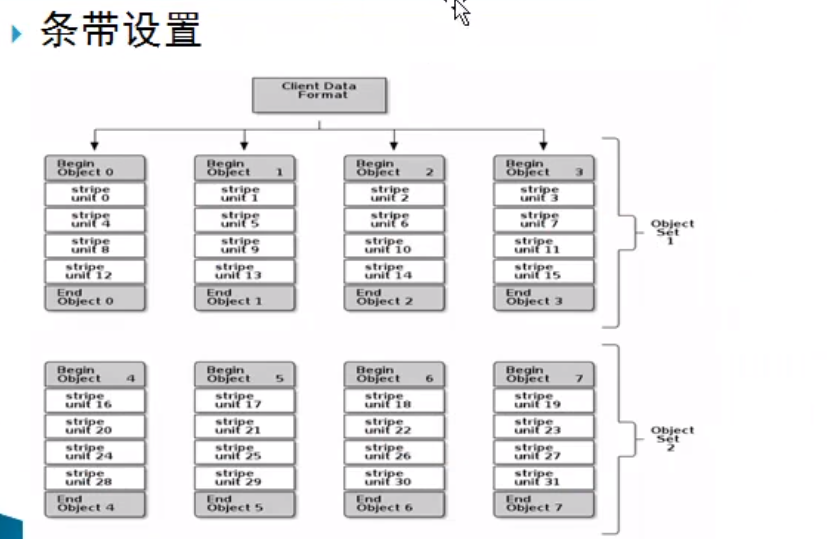 条带设置
Client Data
Format
Begin
Object 0
Begin
Object 1
Begin
Object 2
Begin
Object 3
stripe
unit 0
stripe
unit 1
stripe
unit 2
stripe
unit 3
stripe
unit 4
stripe
unit 5
stripe
unit 6
stripe
unit 7
stripe
unit 8
stripe
unit 9
stripe
unit 10
stripe
unit 11
stripe
unit 12
stripe
unit 13
stripe
unit 14
stripe
unit 15
End
Object 0
End
Object 1
End
Object 2
End
Object 3
Object
Set
1
Begin
Object 4
Begin
Object 5
Begin
Object 6
Begin
Object 7
stripe
unit 16
stripe
unit 17
stripe
unit 18
stripe
unit 19
stripe
unit 20
stripe
unit 21
stripe
unit 22
stripe
unit 23
stripe
unit 24
stripe
unit 25
stripe
unit 26
stripe
unit 27
stripe
unit 28
stripe
unit 29
stripe
unit 30
stripe
unit 31
End
Object 4
End
Object 5
End
Object 6
End
Object 7
Object
Set
2